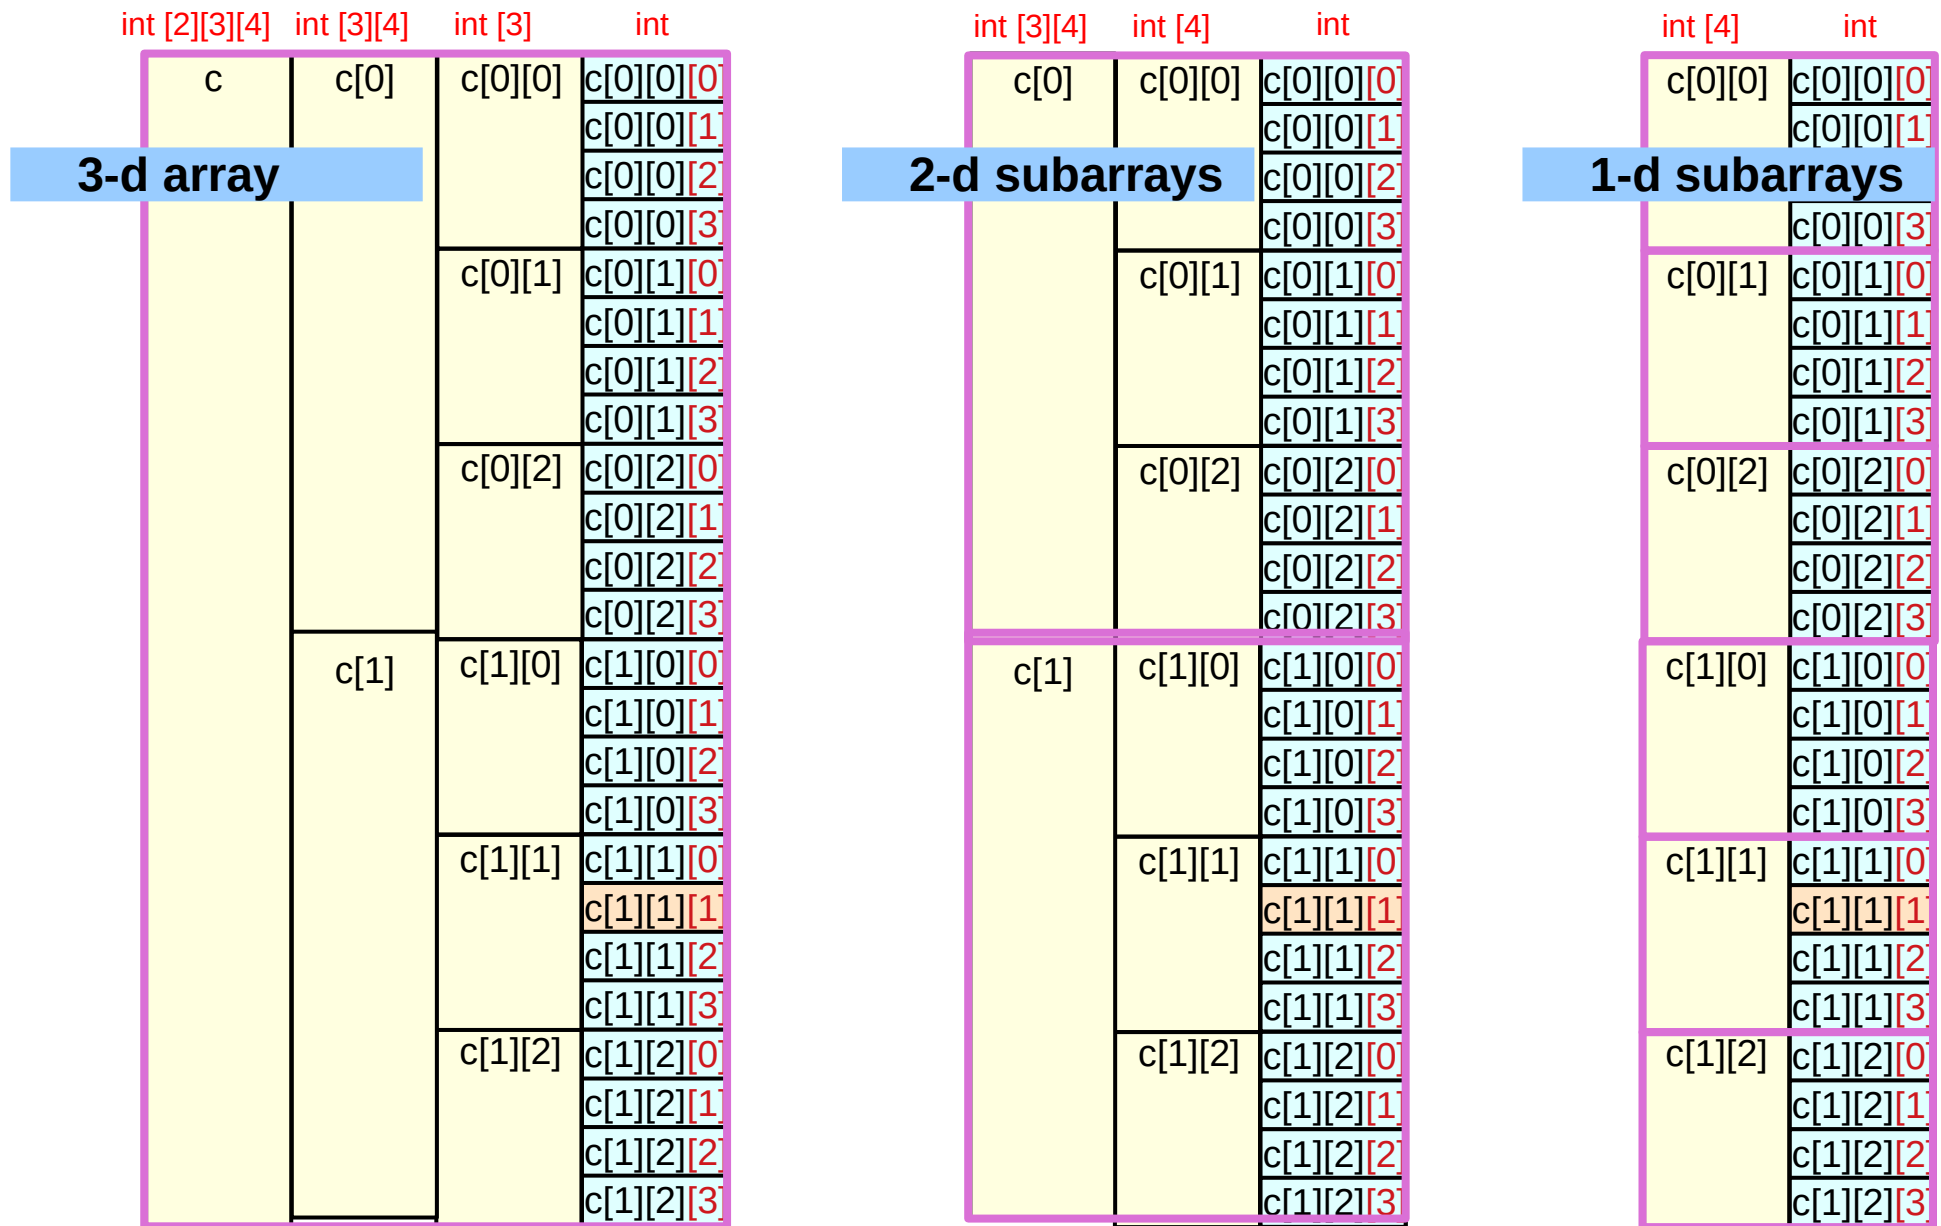 int [2][3][4] int [3][4] int [3] int
c c[0] c[0][0] c[0][0][0]
c[0][0][1]
3-d array c[0][0][2]
c[0][0][3]
c[0][1] c[0][1][0]
c[0][1][1]
c[0][1][2]
c[0][1][3]
c[0][2] c[0][2][0]
c[0][2][1]
c[0][2][2]
c[0][2][3]
c[1] c[1][0] c[1][0][0]
c[1][0][1]
c[1][0][2]
c[1][0][3]
c[1][1] c[1][1][0]
c[1][1][1]
c[1][1][2]
c[1][1][3]
c[1][2] c[1][2][0]
c[1][2][1]
c[1][2][2]
c[1][2][3]
int [3][4] int [4] int
c[0] c[0][0] c[0][0][0]
c[0][0][1]
2-d subarrays c[0][0][2]
c[0][0][3]
c[0][1] c[0][1][0]
c[0][1][1]
c[0][1][2]
c[0][1][3]
c[0][2] c[0][2][0]
c[0][2][1]
c[0][2][2]
c[0][2][3]
c[1] c[1][0] c[1][0][0]
c[1][0][1]
c[1][0][2]
c[1][0][3]
c[1][1] c[1][1][0]
c[1][1][1]
c[1][1][2]
c[1][1][3]
c[1][2] c[1][2][0]
c[1][2][1]
c[1][2][2]
c[1][2][3]
int [4] int
c[0][0] c[0][0][0]
c[0][0][1]
1-d subarrays
c[0][0][3]
c[0][1] c[0][1][0]
c[0][1][1]
c[0][1][2]
c[0][1][3]
c[0][2] c[0][2][0]
c[0][2][1]
c[0][2][2]
c[0][2][3]
c[1][0] c[1][0][0]
c[1][0][1]
c[1][0][2]
c[1][0][3]
c[1][1] c[1][1][0]
c[1][1][1]
c[1][1][2]
c[1][1][3]
c[1][2] c[1][2][0]
c[1][2][1]
c[1][2][2]
c[1][2][3]